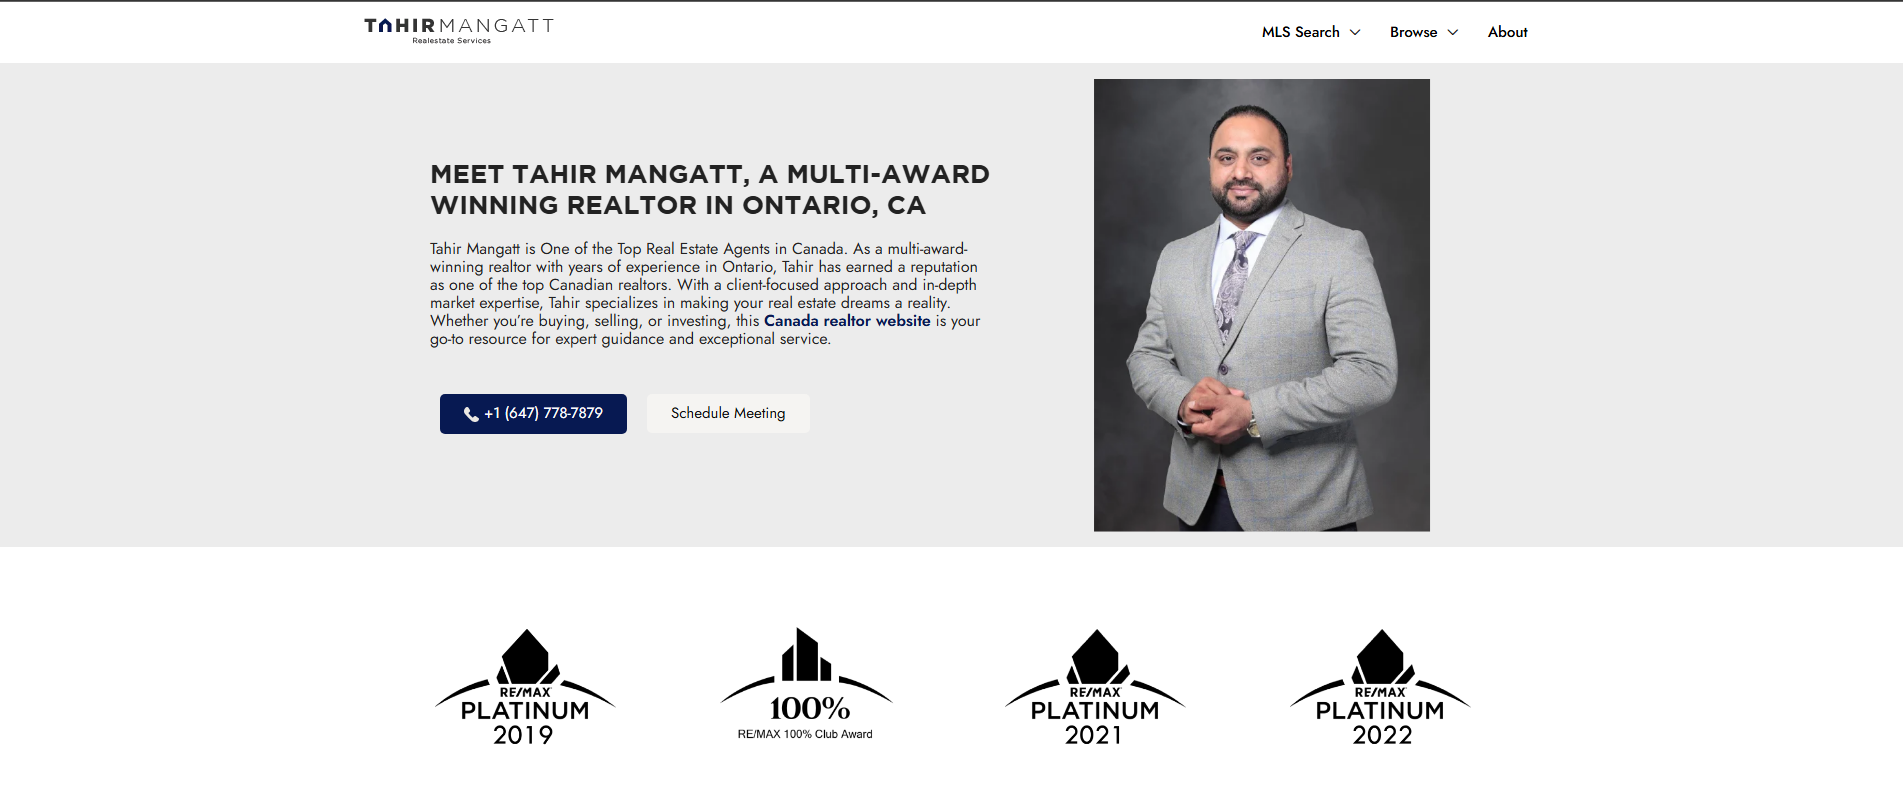 TAHIRMANGATT
Realestate Services
MLS Search
Browse
About
MEET TAHIR MANGATT, A MULTI-AWARD
WINNING REALTOR IN ONTARIO, CA
Tahir Mangatt is One of the Top Real Estate Agents in Canada. As a multi-award-
winning realtor with years of experience in Ontario, Tahir has earned a reputation
as one of the top Canadian realtors. With a client-focused approach and in-depth
market expertise, Tahir specializes in making your real estate dreams a reality.
Whether you’re buying, selling, or investing, this Canada realtor website is your
go-to resource for expert guidance and exceptional service.
+1 (647) 778-7879
Schedule Meeting
RE/MAX
PLATINUM
2019
100%
RE/MAX 100% Club Award
RE/MAX
PLATINUM
2021
RE/MAX
PLATINUM
2022